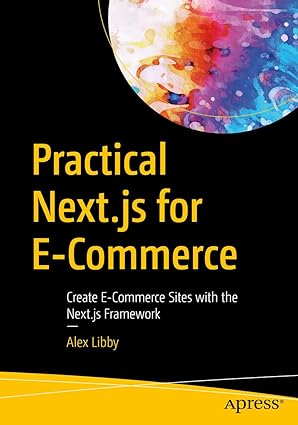 Practical
Next.js for
E-Commerce
Create E-Commerce Sites with the
Next.js Framework
—
Alex Libby
Apress®